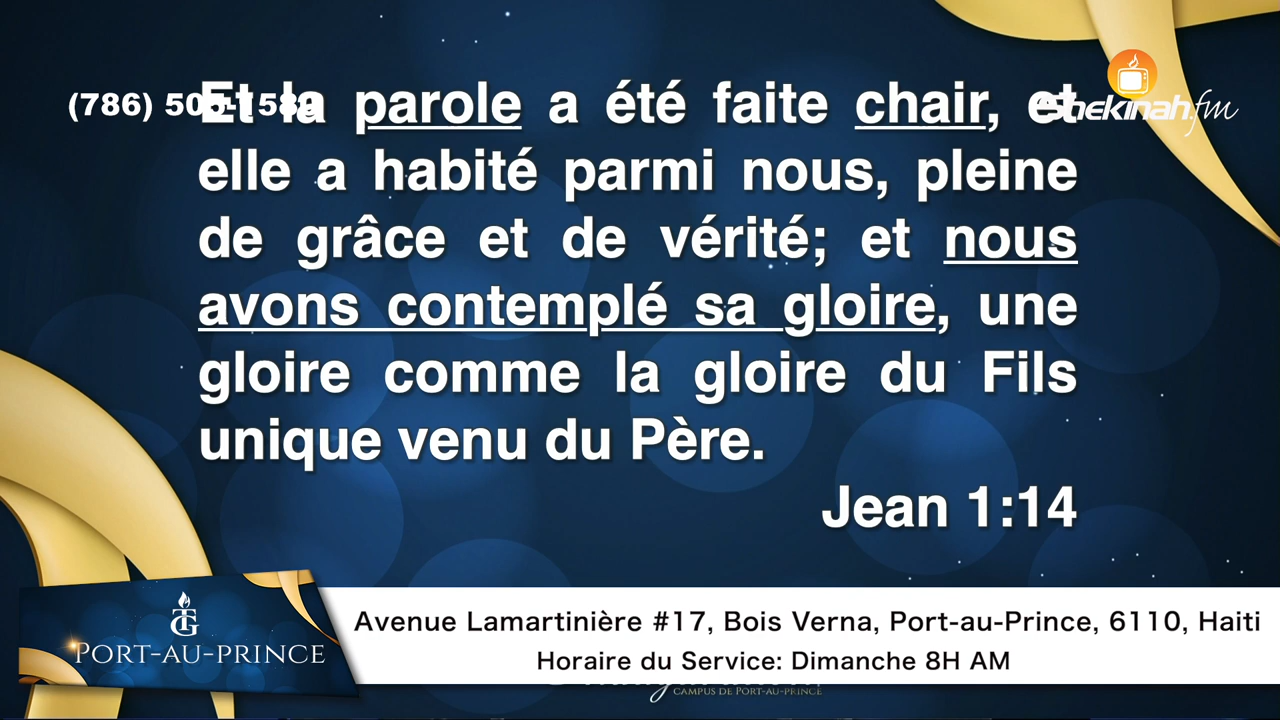 (786)
Et la parole a été faite chair, et
Shekinah.fm
elle a habité parmi nous, pleine
de grâce et de vérité; et nous
avons contemplé sa gloire, une
gloire comme la gloire du Fils
unique venu du Père.
Jean 1:14
TG
PORT-AU-PRINCE
Avenue Lamartinière #17, Bois Verna, Port-au-Prince, 6110, Haiti
Horaire du Service: Dimanche 8H AM
CAMPUS DE PORT-AU-PRINCE